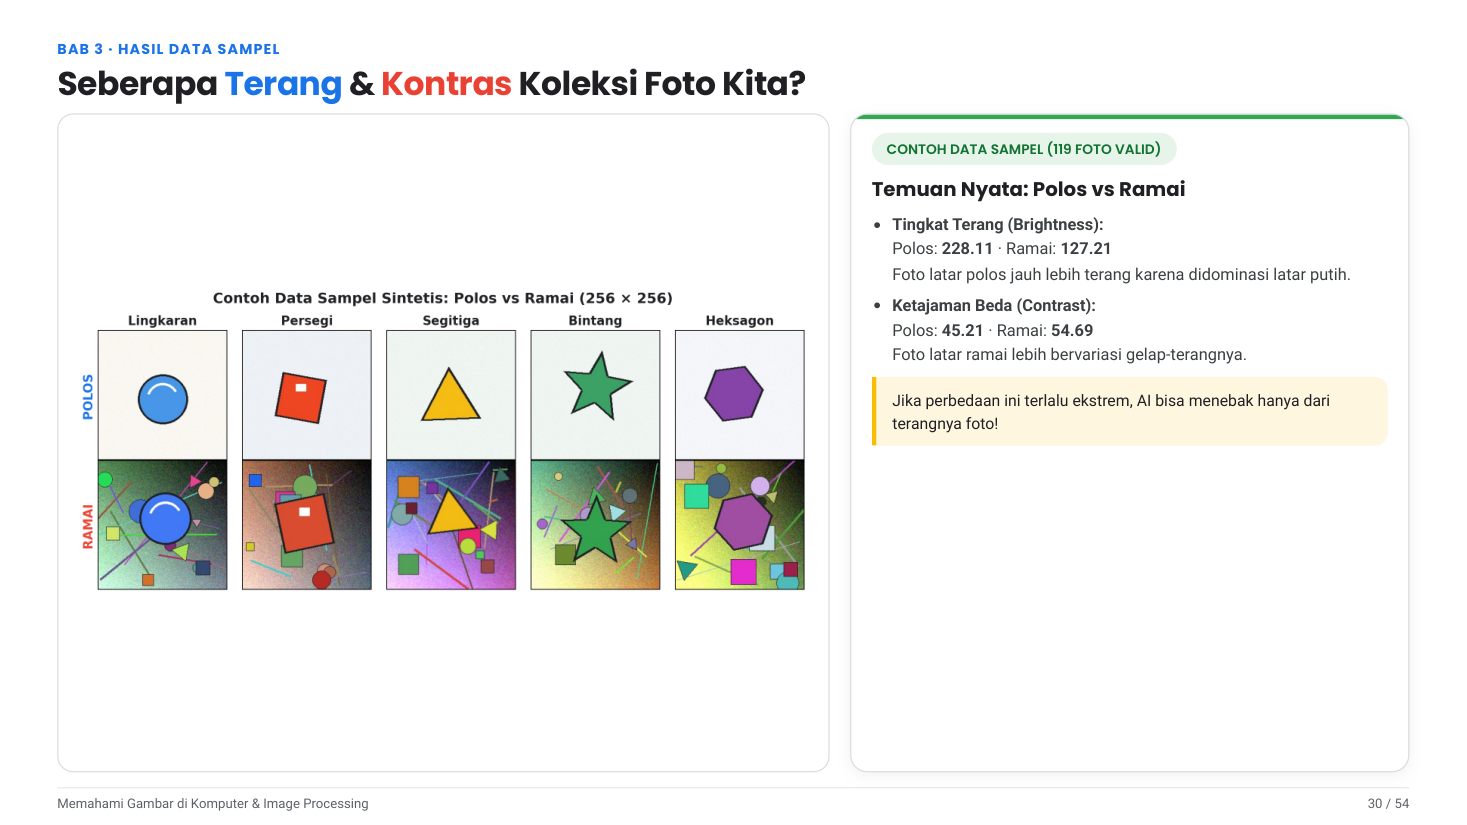 BAB 3 · HASIL DATA SAMPEL
Seberapa Terang & Kontras Koleksi Foto Kita?
Contoh Data Sampel Sintetis: Polos vs Ramai (256 × 256)
Lingkaran Persegi Segitiga Bintang Heksagon
POLOS
RAMAI
CONTOH DATA SAMPEL (119 FOTO VALID)
Temuan Nyata: Polos vs Ramai
• Tingkat Terang (Brightness):
Polos: 228.11 · Ramai: 127.21
Foto latar polos jauh lebih terang karena didominasi latar putih.
• Ketajaman Beda (Contrast):
Polos: 45.21 · Ramai: 54.69
Foto latar ramai lebih bervariasi gelap-terangnya.
Jika perbedaan ini terlalu ekstrem, AI bisa menebak hanya dari
terangnya foto!
Memahami Gambar di Komputer & Image Processing
30 / 54